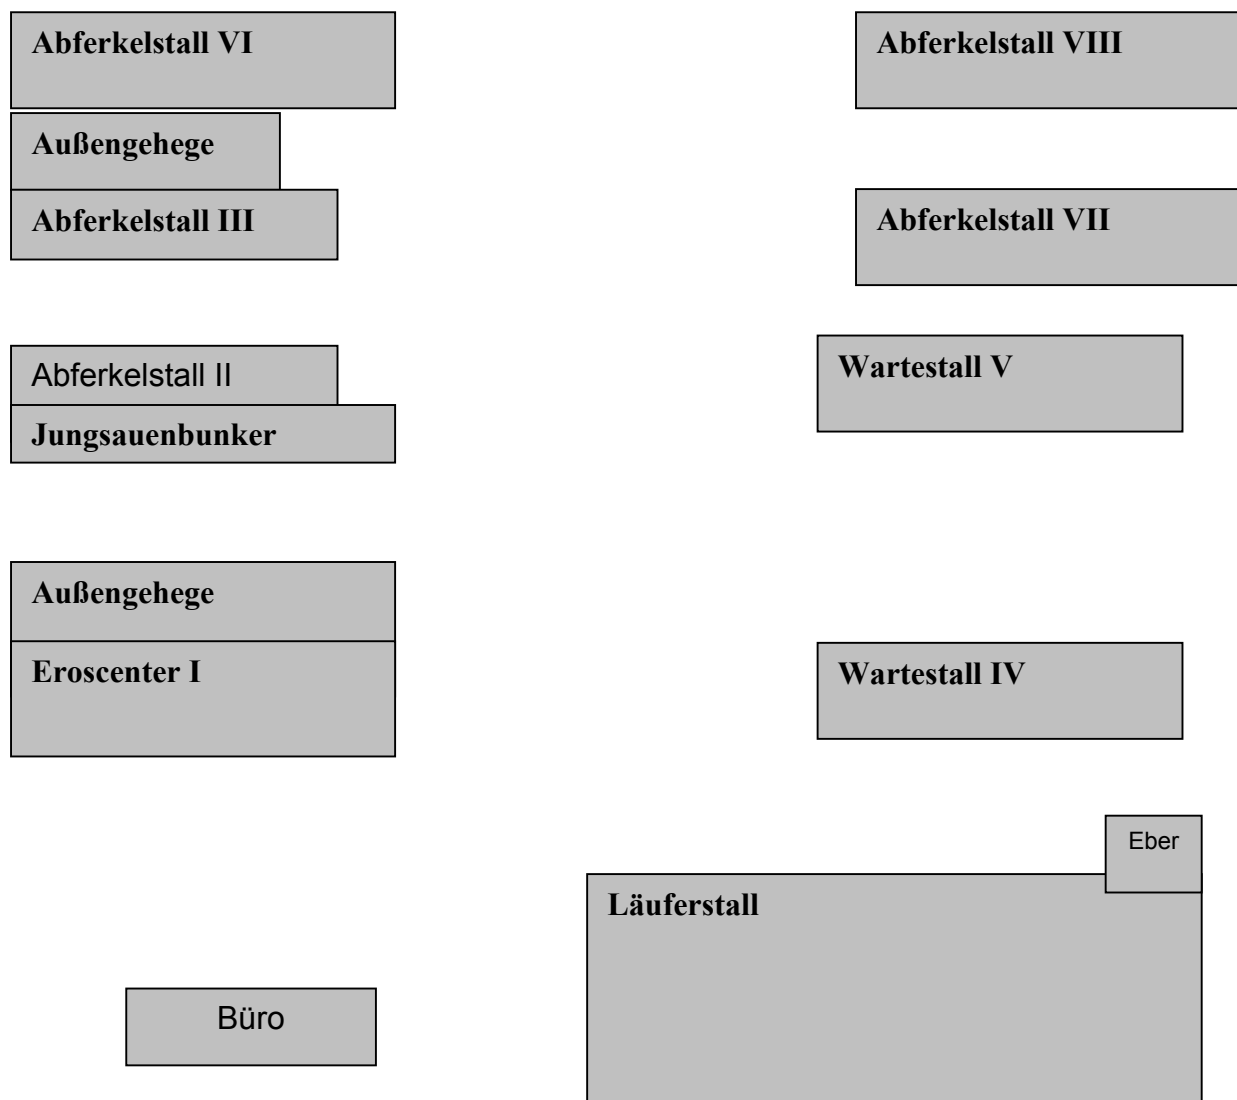 Abferkelstall VI
Abferkelstall VIII
Außengehege
Abferkelstall III
Abferkelstall VII
Abferkelstall II
Wartestall V
Jungsauenbunker
Außengehege
Eroscenter I
Wartestall IV
Eber
Läuferstall
Büro